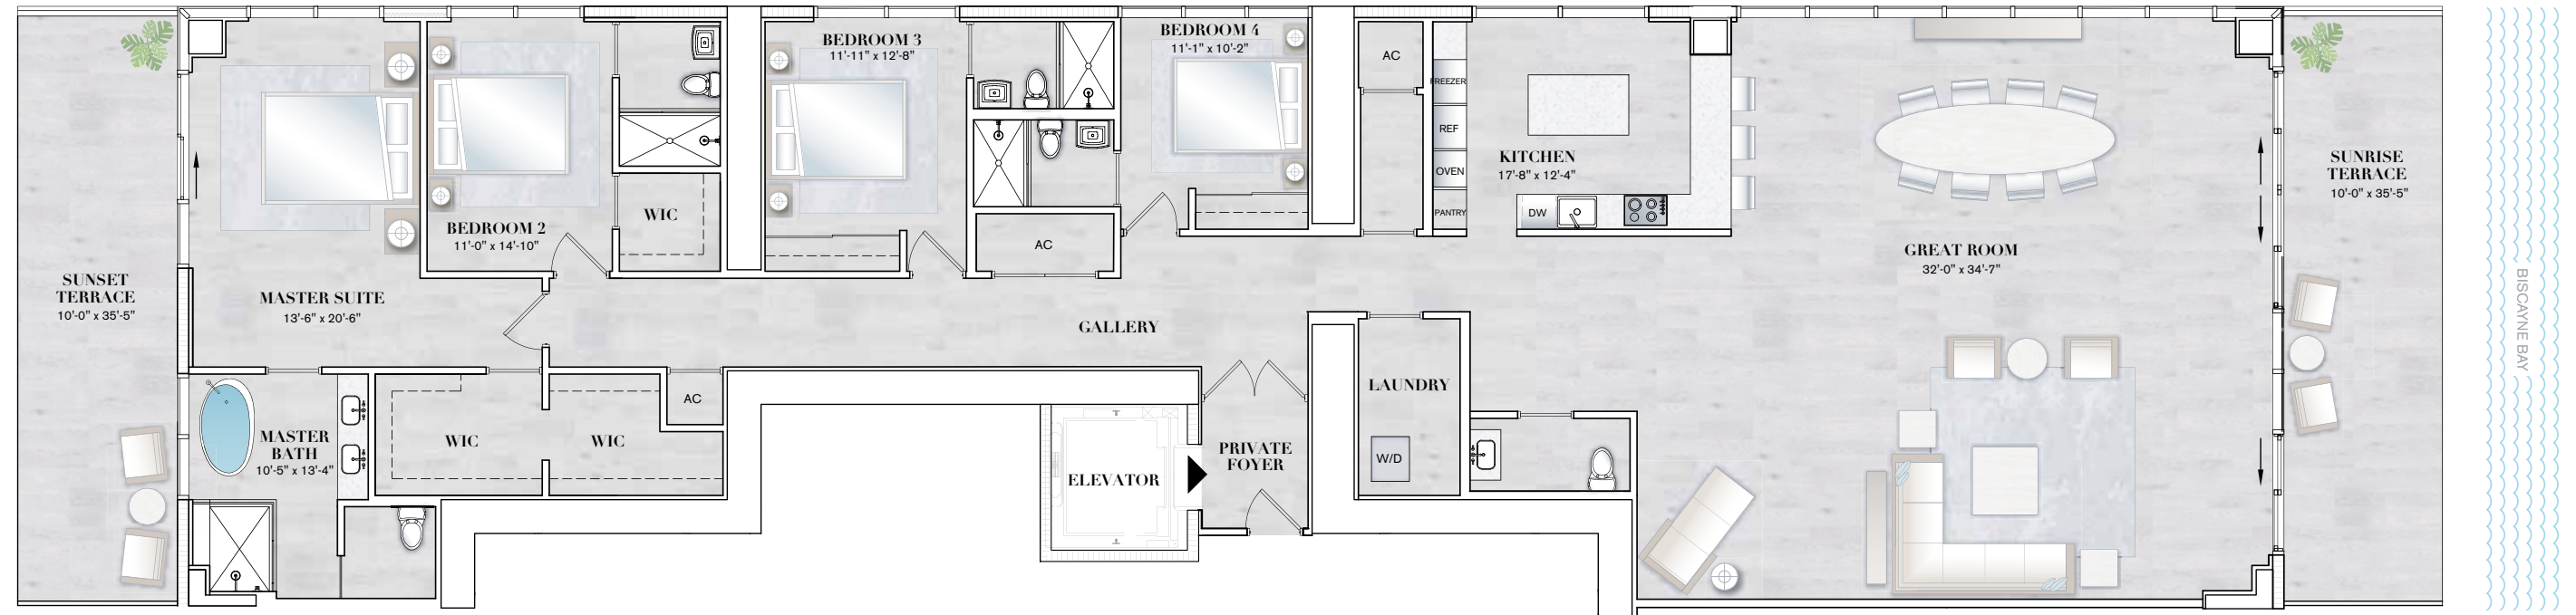 SUNSET
TERRACE
10'-0" x 35'-5"
MASTER SUITE
13'-6" x 20'-6"
MASTER
BATH
10'-5" x 13'-4"
BEDROOM 2
11'-0" x 14'-10"
WIC
WIC
WIC
AC
BEDROOM 3
11'-11" x 12'-8"
AC
BEDROOM 4
11'-1" x 10'-2"
GALLERY
ELEVATOR
PRIVATE
FOYER
AC
FREEZER
REF
OVEN
PANTRY
KITCHEN
17'-8" x 12'-4"
DW
LAUNDRY
W/D
GREAT ROOM
32'-0" x 34'-7"
SUNRISE
TERRACE
10'-0" x 35'-5"
BISCAYNE BAY